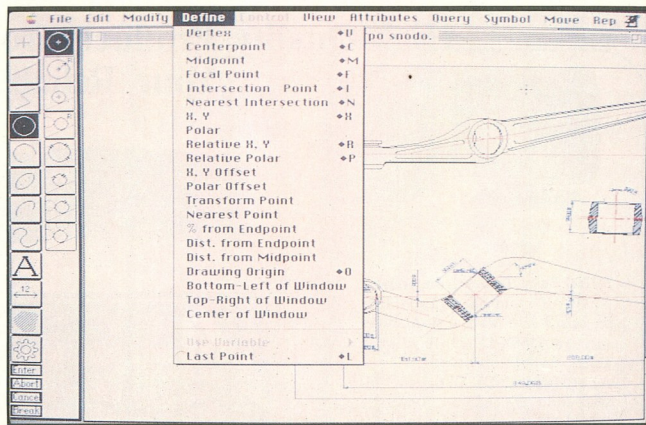 File Edit Modify Define Control View Attributes Query Symbol Move Rep
po snodo.
Vertex ◆V
Centerpoint ◆C
Midpoint ◆M
Focal Point ◆F
Intersection Point ◆I
Nearest Intersection ◆N
X, Y ◆X
Polar
Relative X, Y ◆R
Relative Polar ◆P
X, Y Offset
Polar Offset
Transform Point
Nearest Point
% from Endpoint
Dist. from Endpoint
Dist. from Midpoint
Drawing Origin ◆O
Bottom-Left of Window
Top-Right of Window
Center of Window
Use Variable
Last Point ◆L
A
12
Enter
Abort
Cance
Break